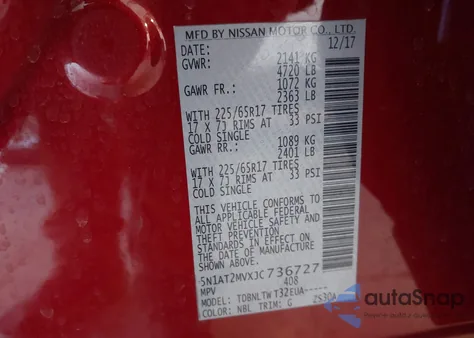 MFD BY NISSAN MOTOR CO., LTD.
DATE: 12/17
GVWR: 2141 KG
4720 LB
GAWR FR.: 1072 KG
2363 LB
WITH 225/65R17 TIRES
17 X 7J RIMS AT 33 PSI
COLD SINGLE
GAWR RR.: 1089 KG
2401 LB
WITH 225/65R17 TIRES
17 X 7J RIMS AT 33 PSI
COLD SINGLE
THIS VEHICLE CONFORMS TO
ALL APPLICABLE FEDERAL
MOTOR VEHICLE SAFETY AND
THEFT PREVENTION
STANDARDS IN EFFECT ON
THE DATE OF MANUFACTURE
5N1AT2MVXJC736727
MPV 408
MODEL: TDBNLTWT32EUA-----
COLOR: NBL TRIM: G 2S30A
autoSnap